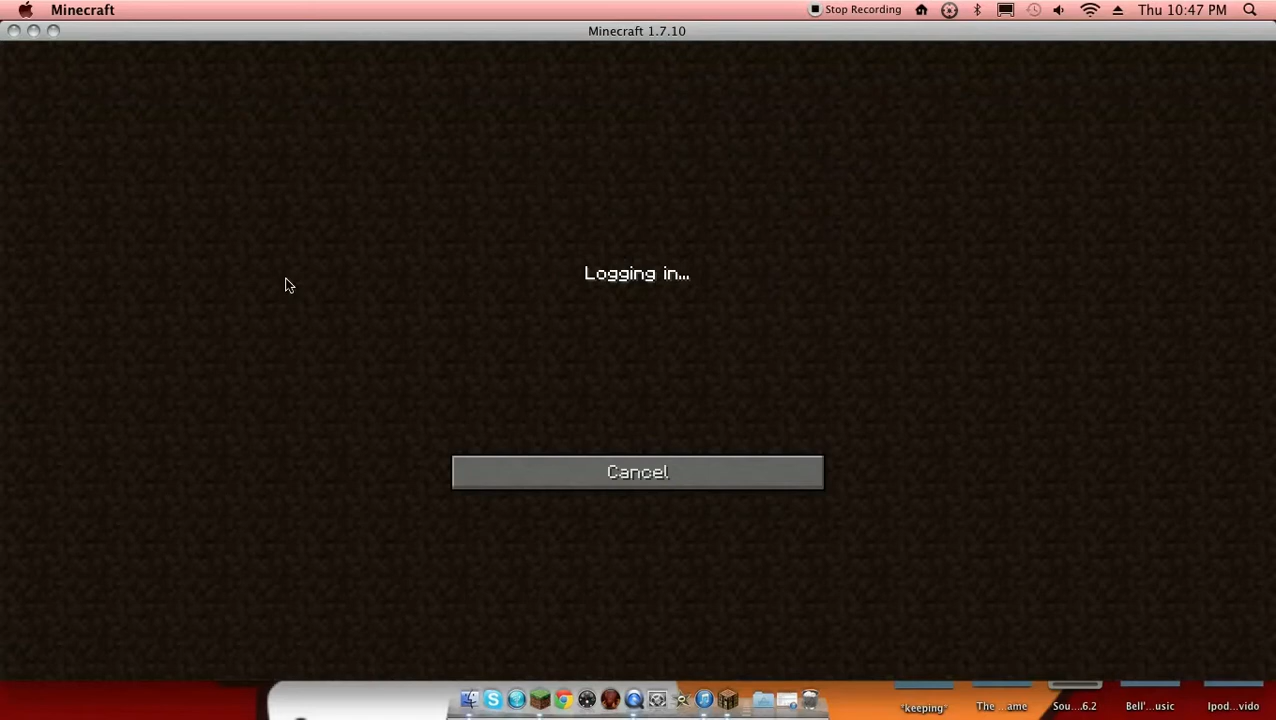 Minecraft
Stop Recording
Thu 10:47 PM
Minecraft 1.7.10
Logging in...
Cancel
*keeping*
The ...ame
Sou....6.2
Bell'...usic
Ipod...vido